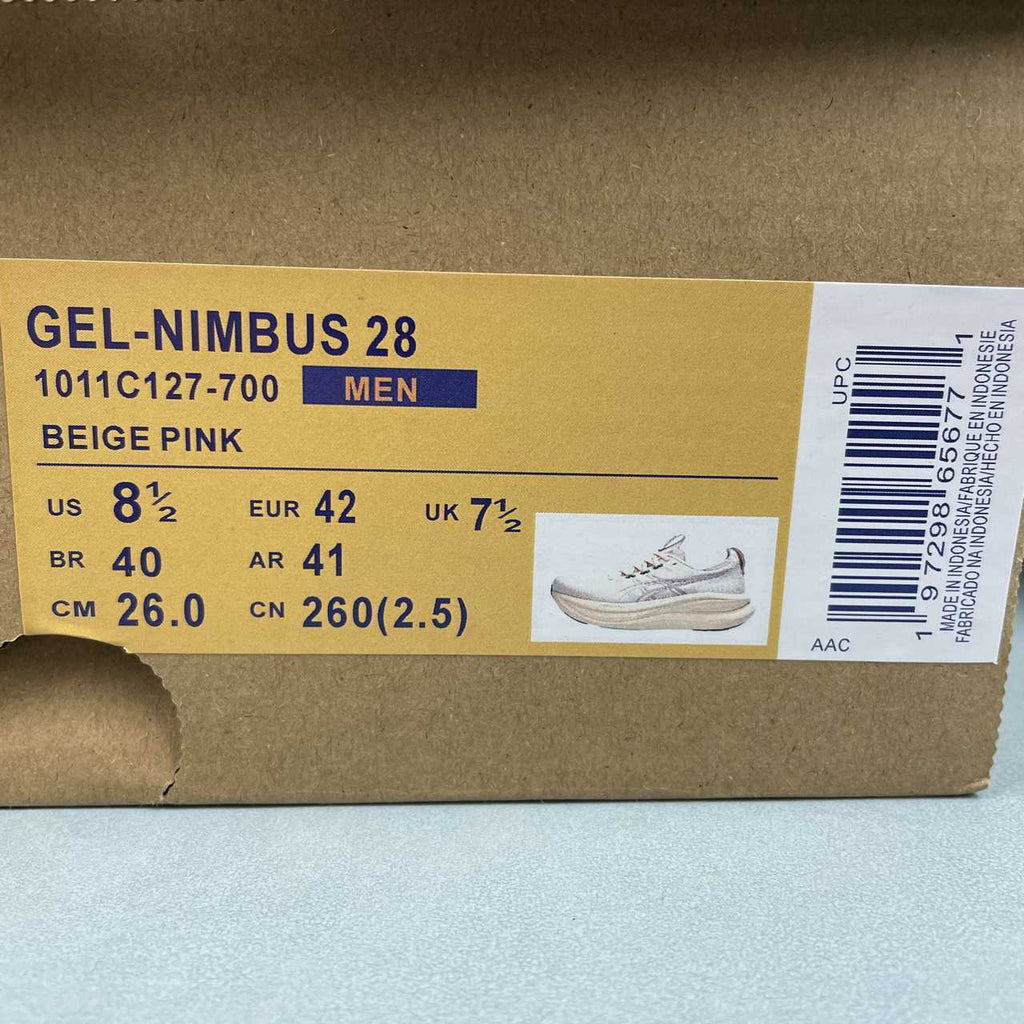 GEL-NIMBUS 28
1011C127-700 MEN
BEIGE PINK
US 8½ EUR 42 UK 7½
BR 40 AR 41
CM 26.0 CN 260(2.5)
UPC
1 97298 65677 1
MADE IN INDONESIA/FABRIQUE EN INDONESIE
FABRICADO NA INDONESIA/HECHO EN INDONESIA
AAC